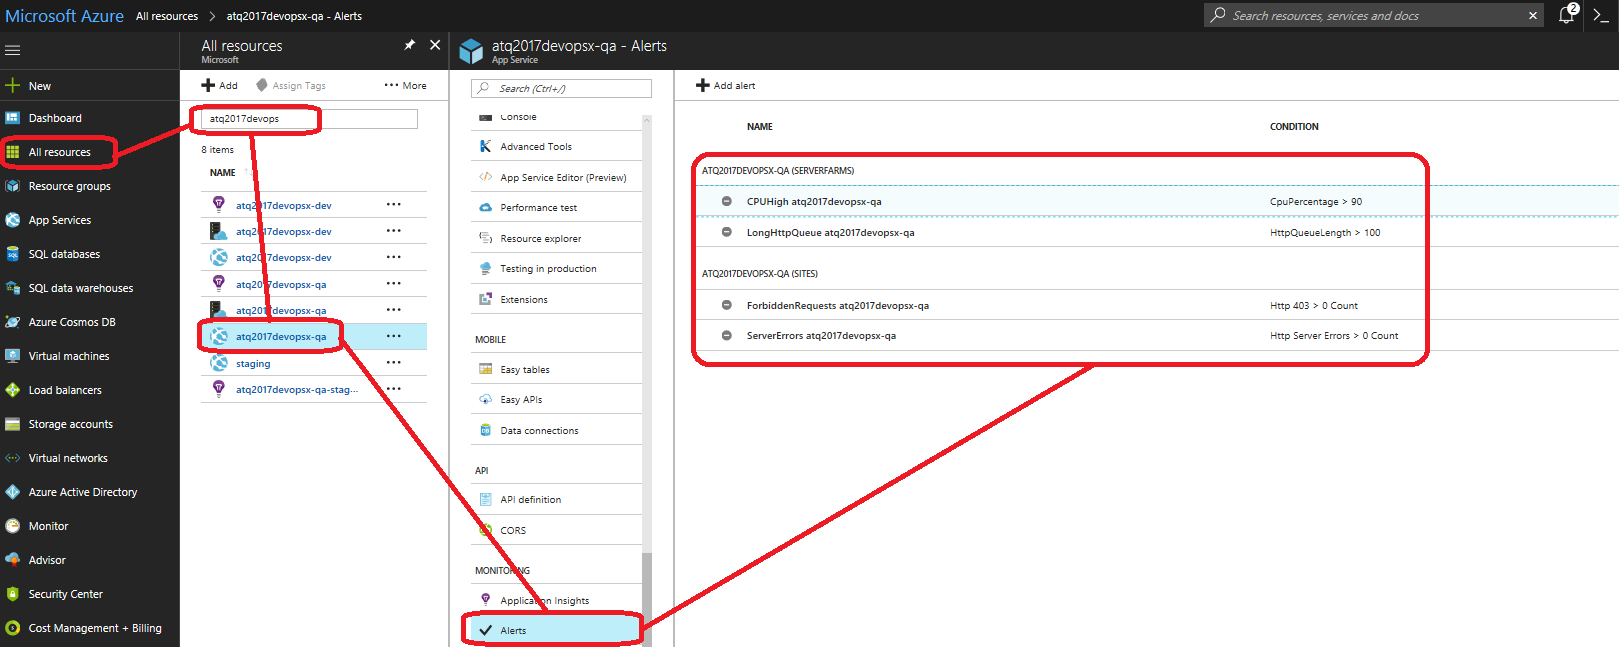 Microsoft Azure All resources > atq2017devopsx-qa - Alerts
Search resources, services and docs
2
All resources
Microsoft
atq2017devopsx-qa - Alerts
App Service
New
Dashboard
All resources
Resource groups
App Services
SQL databases
SQL data warehouses
Azure Cosmos DB
Virtual machines
Load balancers
Storage accounts
Virtual networks
Azure Active Directory
Monitor
Advisor
Security Center
Cost Management + Billing
Add Assign Tags ••• More
atq2017devops
8 items
NAME
atq2017devopsx-dev •••
atq2017devopsx-dev •••
atq2017devopsx-dev •••
atq2017devopsx-qa •••
atq2017devopsx-qa •••
atq2017devopsx-qa •••
staging •••
atq2017devopsx-qa-stag... •••
Search (Ctrl+/)
Console
Advanced Tools
App Service Editor (Preview)
Performance test
Resource explorer
Testing in production
Extensions
MOBILE
Easy tables
Easy APIs
Data connections
API
API definition
CORS
MONITORING
Application Insights
Alerts
Add alert
NAME CONDITION
ATQ2017DEVOPSX-QA (SERVERFARMS)
CPUHigh atq2017devopsx-qa CpuPercentage > 90
LongHttpQueue atq2017devopsx-qa HttpQueueLength > 100
ATQ2017DEVOPSX-QA (SITES)
ForbiddenRequests atq2017devopsx-qa Http 403 > 0 Count
ServerErrors atq2017devopsx-qa Http Server Errors > 0 Count